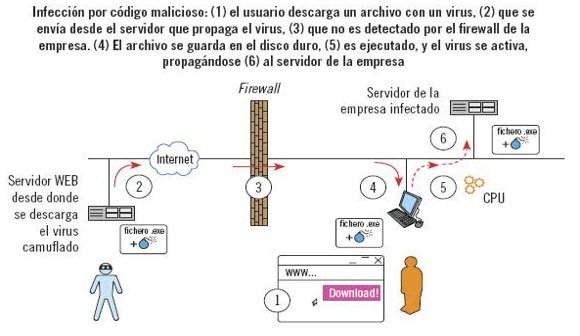 Infección por código malicioso: (1) el usuario descarga un archivo con un virus, (2) que se
envía desde el servidor que propaga el virus, (3) que no es detectado por el firewall de la
empresa. (4) El archivo se guarda en el disco duro, (5) es ejecutado, y el virus se activa,
propagándose (6) al servidor de la empresa
Firewall
Servidor de la
empresa infectado
fichero .exe
+
6
Internet
Servidor WEB
desde donde
se descarga
el virus
camuflado
2
3
4
5
CPU
fichero .exe
+
fichero .exe
+
WWW...
Download!
1